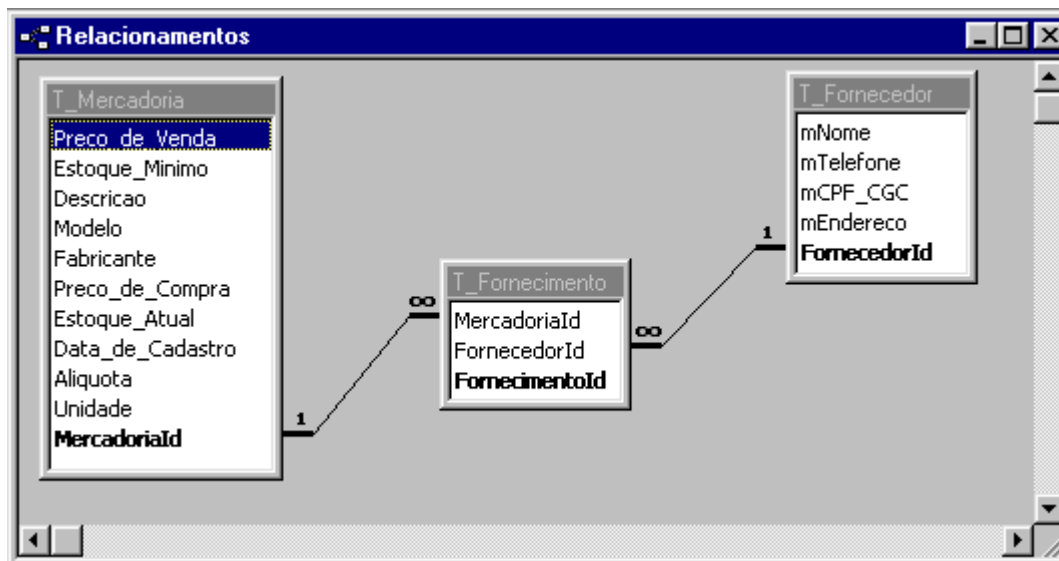 Relacionamentos
T_Mercadoria
Preco_de_Venda
Estoque_Minimo
Descricao
Modelo
Fabricante
Preco_de_Compra
Estoque_Atual
Data_de_Cadastro
Aliquota
Unidade
MercadoriaId
1
∞
T_Fornecimento
MercadoriaId
FornecedorId
FornecimentoId
∞
1
T_Fornecedor
mNome
mTelefone
mCPF_CGC
mEndereco
FornecedorId